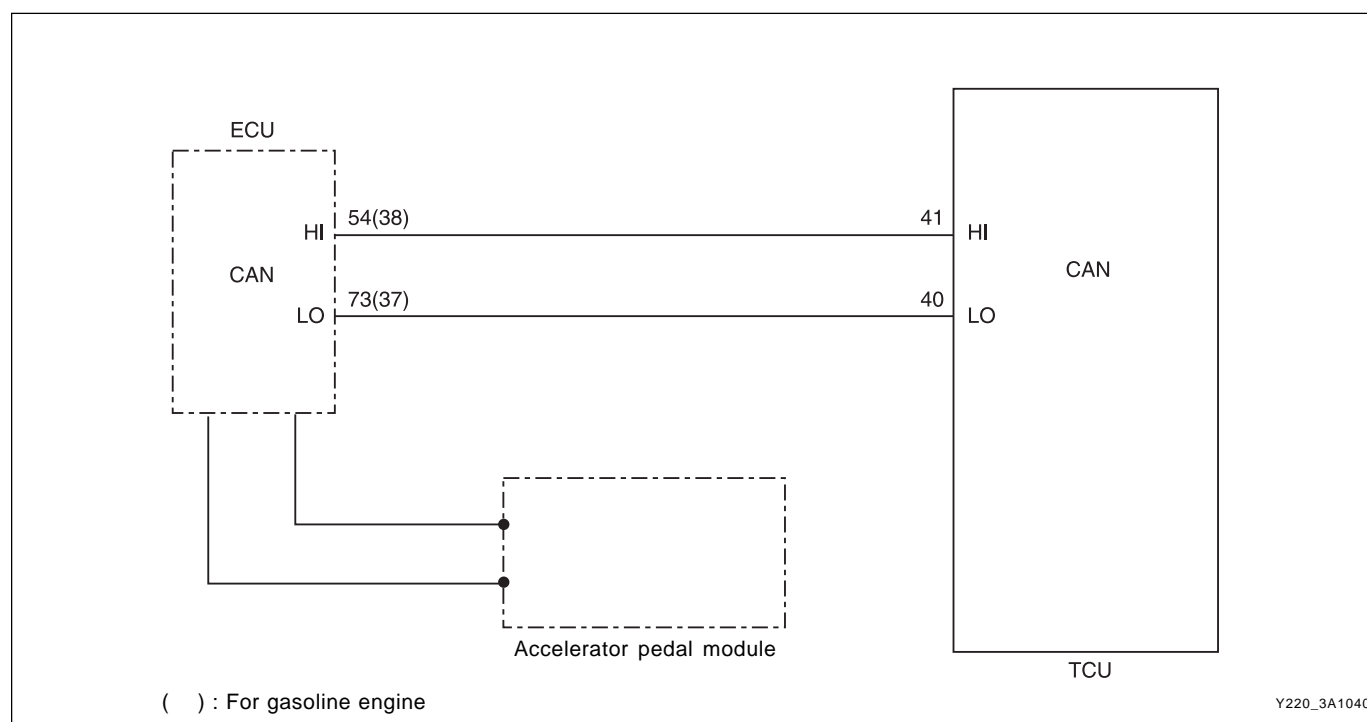 ECU
54(38)
41
HI
HI
CAN
CAN
73(37)
40
LO
LO
Accelerator pedal module
TCU
( ) : For gasoline engine
Y220_3A1040